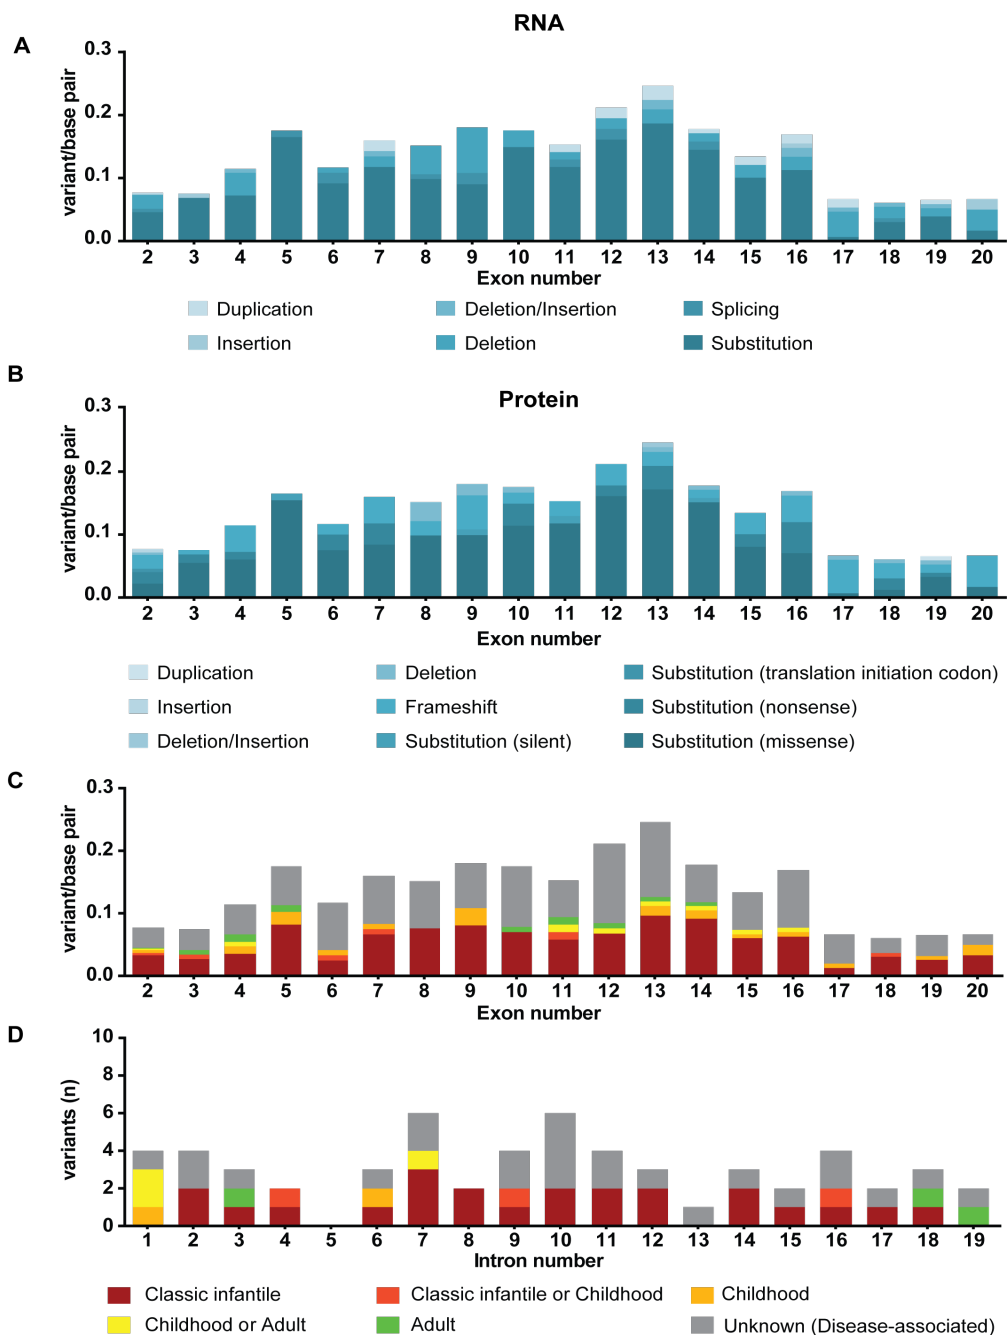 RNA
A
0.3
0.2
0.1
0.0
variant/base pair
2 3 4 5 6 7 8 9 10 11 12 13 14 15 16 17 18 19 20
Exon number
Duplication Deletion/Insertion Splicing
Insertion Deletion Substitution
B
Protein
0.3
0.2
0.1
0.0
variant/base pair
2 3 4 5 6 7 8 9 10 11 12 13 14 15 16 17 18 19 20
Exon number
Duplication Deletion Substitution (translation initiation codon)
Insertion Frameshift Substitution (nonsense)
Deletion/Insertion Substitution (silent) Substitution (missense)
C
0.3
0.2
0.1
0.0
variant/base pair
2 3 4 5 6 7 8 9 10 11 12 13 14 15 16 17 18 19 20
Exon number
D
10
8
6
4
2
0
variants (n)
1 2 3 4 5 6 7 8 9 10 11 12 13 14 15 16 17 18 19
Intron number
Classic infantile Classic infantile or Childhood Childhood
Childhood or Adult Adult Unknown (Disease-associated)